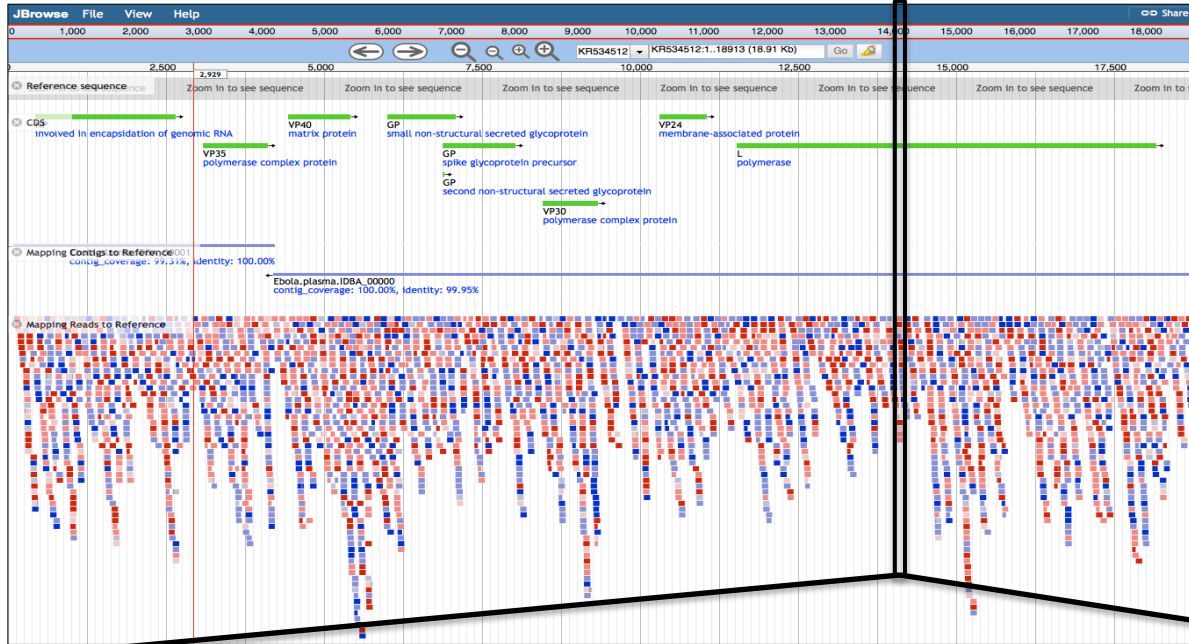 JBrowse File View Help Share
0 1,000 2,000 3,000 4,000 5,000 6,000 7,000 8,000 9,000 10,000 11,000 12,000 13,000 14,000 15,000 16,000 17,000 18,000
KR534512 KR534512:1..18913 (18.91 Kb) Go
2,500 5,000 7,500 10,000 12,500 15,000 17,500
2,929
Reference sequence Zoom in to see sequence Zoom in to see sequence Zoom in to see sequence Zoom in to see sequence Zoom in to see sequence Zoom in to see sequence Zoom in to s
CDS
VP40 GP VP24
involved in encapsidation of genomic RNA matrix protein small non-structural secreted glycoprotein membrane-associated protein
VP35 GP L
polymerase complex protein spike glycoprotein precursor polymerase
GP
second non-structural secreted glycoprotein
VP30
polymerase complex protein
Mapping Contigs to Reference
contig_coverage: 99.31%, identity: 100.00%
Ebola.plasma.IDBA_00000
contig_coverage: 100.00%, identity: 99.95%
Mapping Reads to Reference